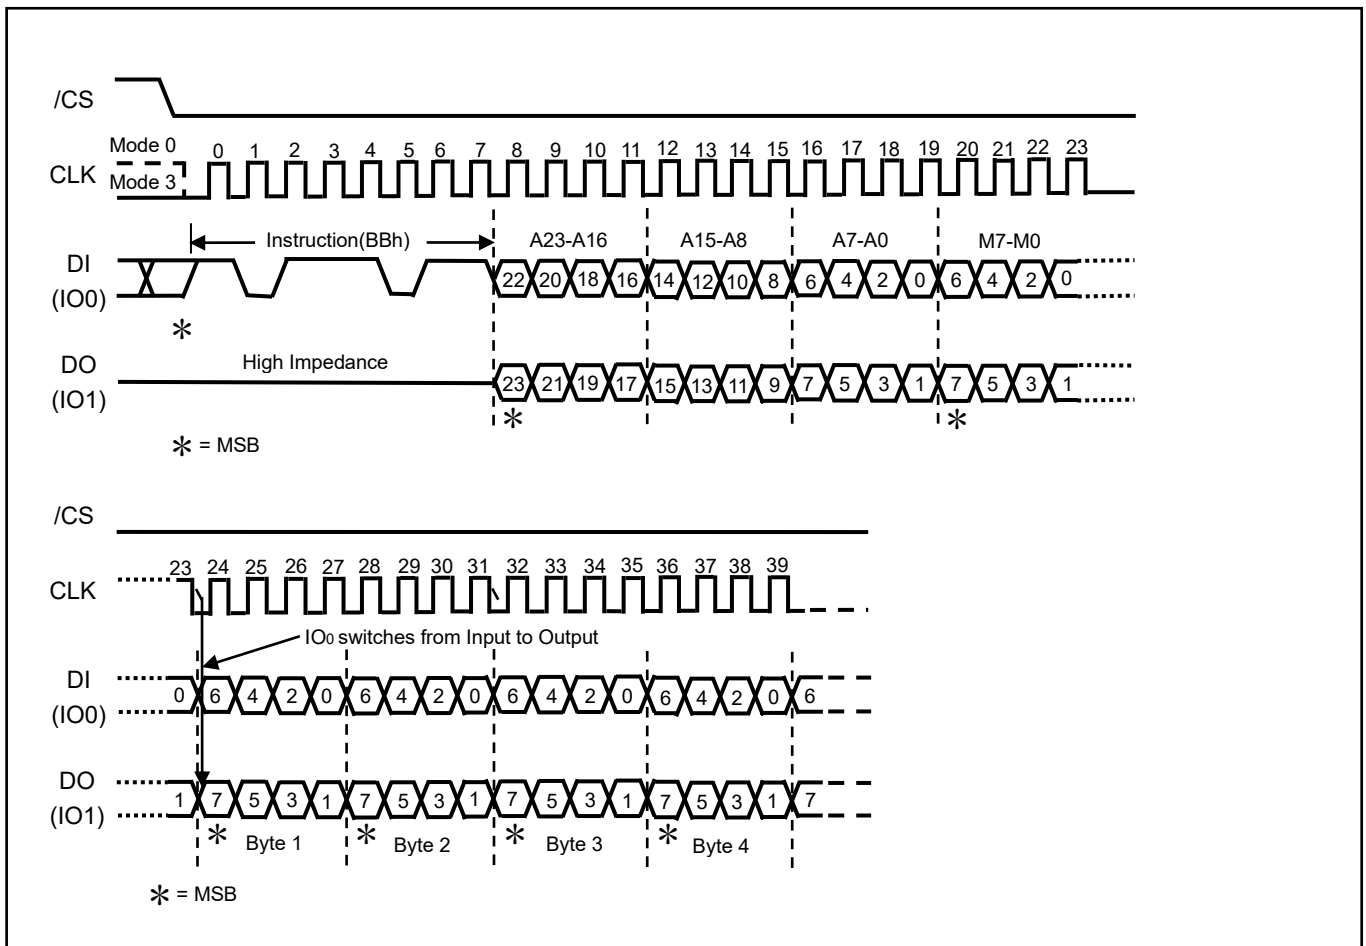 /CS
Mode 0
0 1 2 3 4 5 6 7 8 9 10 11 12 13 14 15 16 17 18 19 20 21 22 23
CLK
Mode 3
Instruction(BBh) A23-A16 A15-A8 A7-A0 M7-M0
DI
(IO0)
22 20 18 16 14 12 10 8 6 4 2 0 6 4 2 0
*
DO
(IO1)
High Impedance
23 21 19 17 15 13 11 9 7 5 3 1 7 5 3 1
* *
* = MSB
/CS
23 24 25 26 27 28 29 30 31 32 33 34 35 36 37 38 39
CLK
IO0 switches from Input to Output
DI
(IO0)
0 6 4 2 0 6 4 2 0 6 4 2 0 6 4 2 0 6
DO
(IO1)
1 7 5 3 1 7 5 3 1 7 5 3 1 7 5 3 1 7
* Byte 1 * Byte 2 * Byte 3 * Byte 4
* = MSB